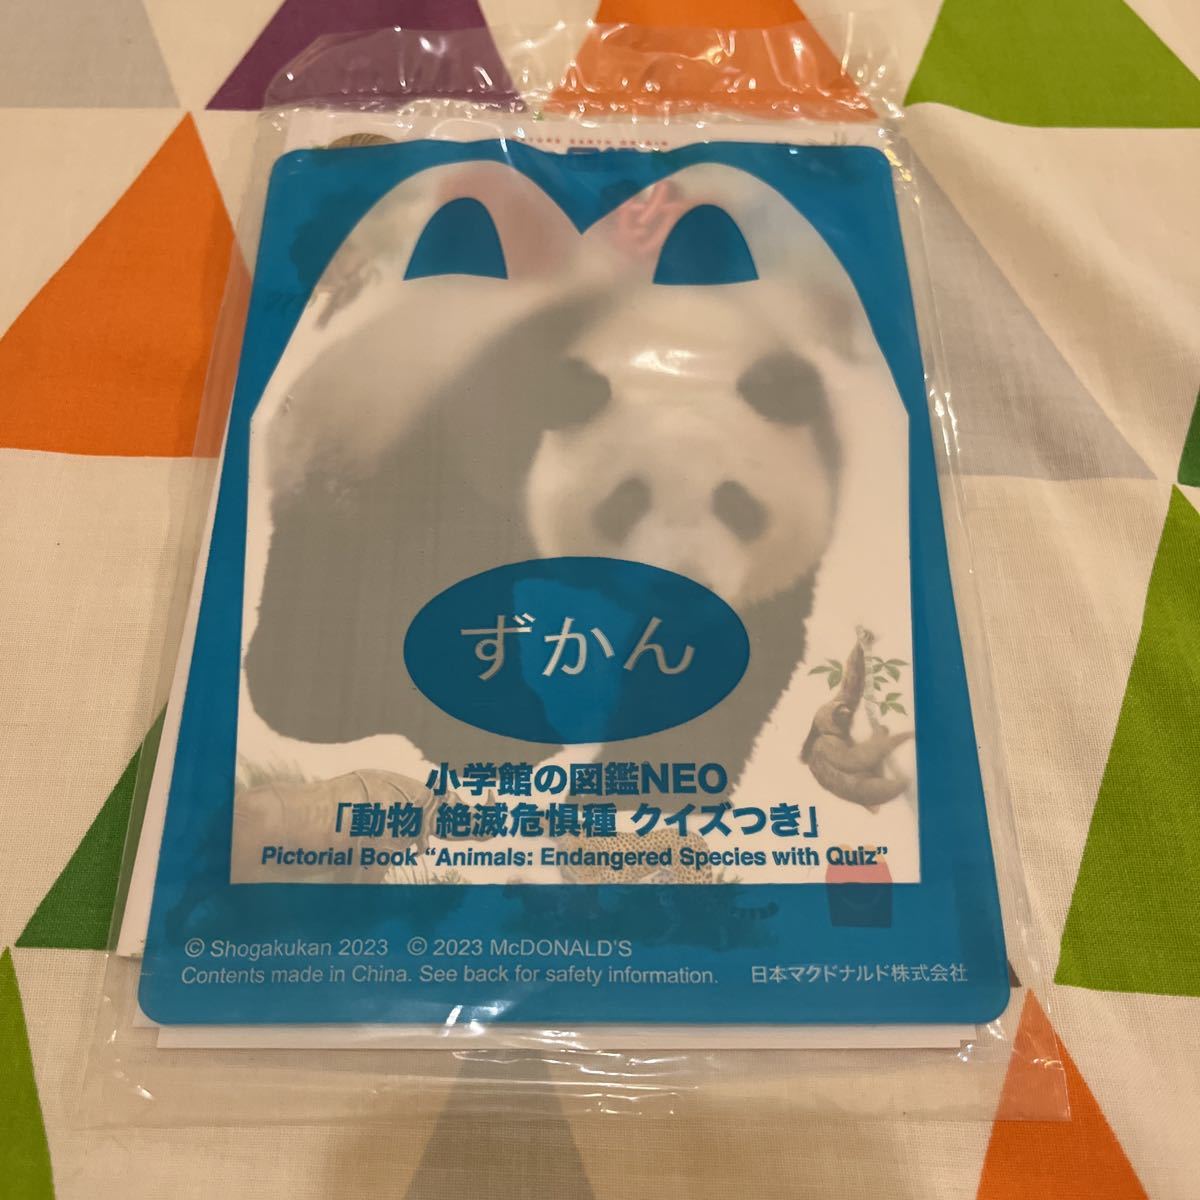 ずかん
小学館の図鑑NEO
「動物 絶滅危惧種 クイズつき」
Pictorial Book “Animals: Endangered Species with Quiz”
© Shogakukan 2023 © 2023 McDONALD'S
Contents made in China. See back for safety information. 日本マクドナルド株式会社